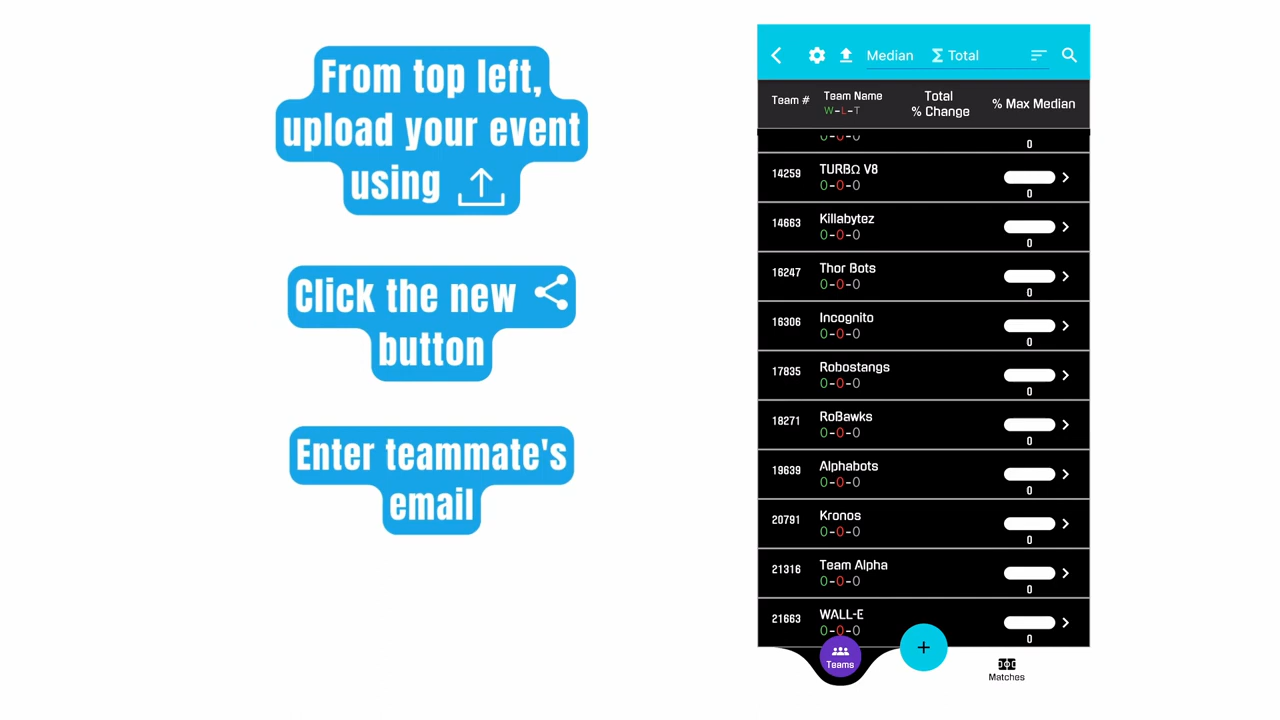 From top left,
upload your event
using
Click the new
button
Enter teammate's
email
Median Total
Team # Team Name W-L-T Total % Change % Max Median
0-0-0
0
14259 TURBΩ V8
0-0-0
0
14663 Killabytez
0-0-0
0
16247 Thor Bots
0-0-0
0
16306 Incognito
0-0-0
0
17835 Robostangs
0-0-0
0
18271 RoBawks
0-0-0
0
19639 Alphabots
0-0-0
0
20791 Kronos
0-0-0
0
21316 Team Alpha
0-0-0
0
21663 WALL-E
0-0-0
0
Teams
+
Matches